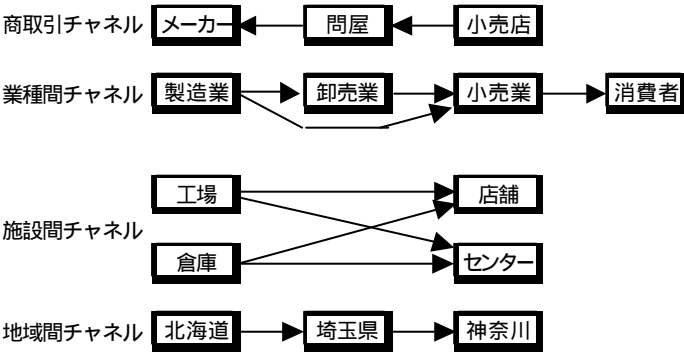 商取引チャネル メーカー 問屋 小売店
業種間チャネル 製造業 卸売業 小売業 消費者
工場 店舗
施設間チャネル
倉庫 センター
地域間チャネル 北海道 埼玉県 神奈川